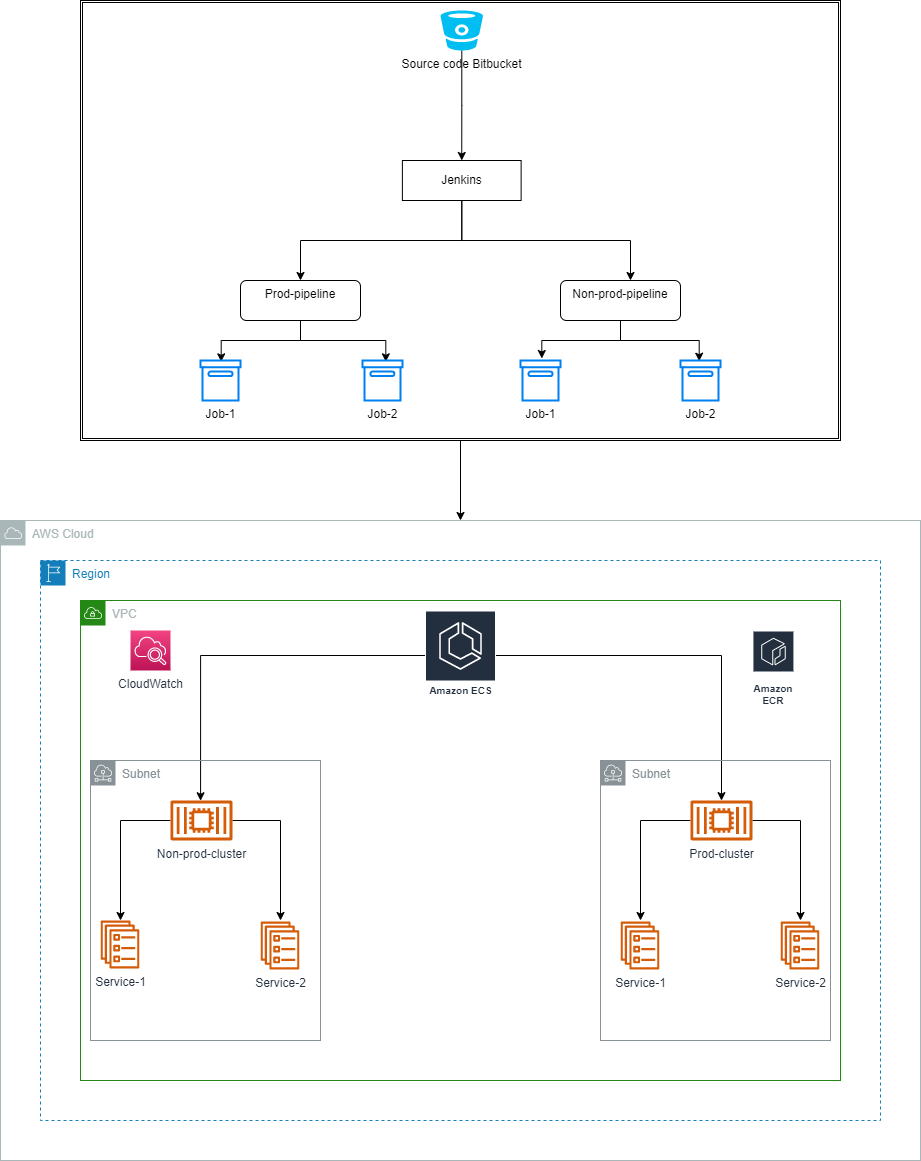 Source code Bitbucket
Jenkins
Prod-pipeline
Non-prod-pipeline
Job-1
Job-2
Job-1
Job-2
AWS Cloud
Region
VPC
CloudWatch
Amazon ECS
Amazon
ECR
Subnet
Subnet
Non-prod-cluster
Prod-cluster
Service-1
Service-2
Service-1
Service-2